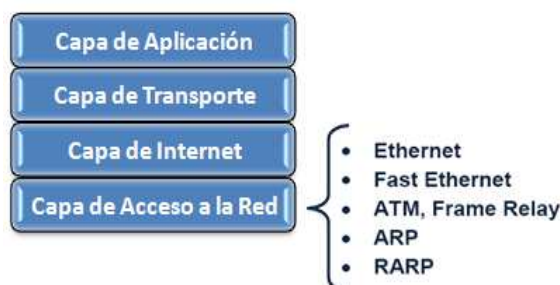 Capa de Aplicación
Capa de Transporte
Capa de Internet
Capa de Acceso a la Red
• Ethernet
• Fast Ethernet
• ATM, Frame Relay
• ARP
• RARP